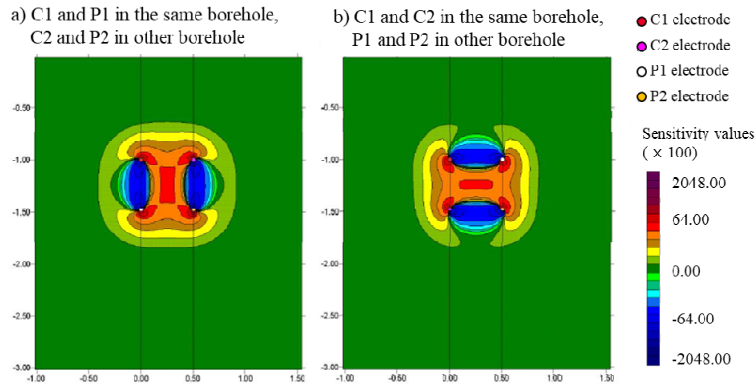 a) C1 and P1 in the same borehole,
C2 and P2 in other borehole
b) C1 and C2 in the same borehole,
P1 and P2 in other borehole
C1 electrode
C2 electrode
P1 electrode
P2 electrode
Sensitivity values
( x 100)
2048.00
64.00
0.00
-64.00
-2048.00
-0.50
-1.00
-1.50
-2.00
-2.50
-3.00
-1.00 -0.50 0.00 0.50 1.00 1.50
-0.50
-1.00
-1.50
-2.00
-2.50
-3.00
-1.00 -0.50 0.00 0.50 1.00 1.50